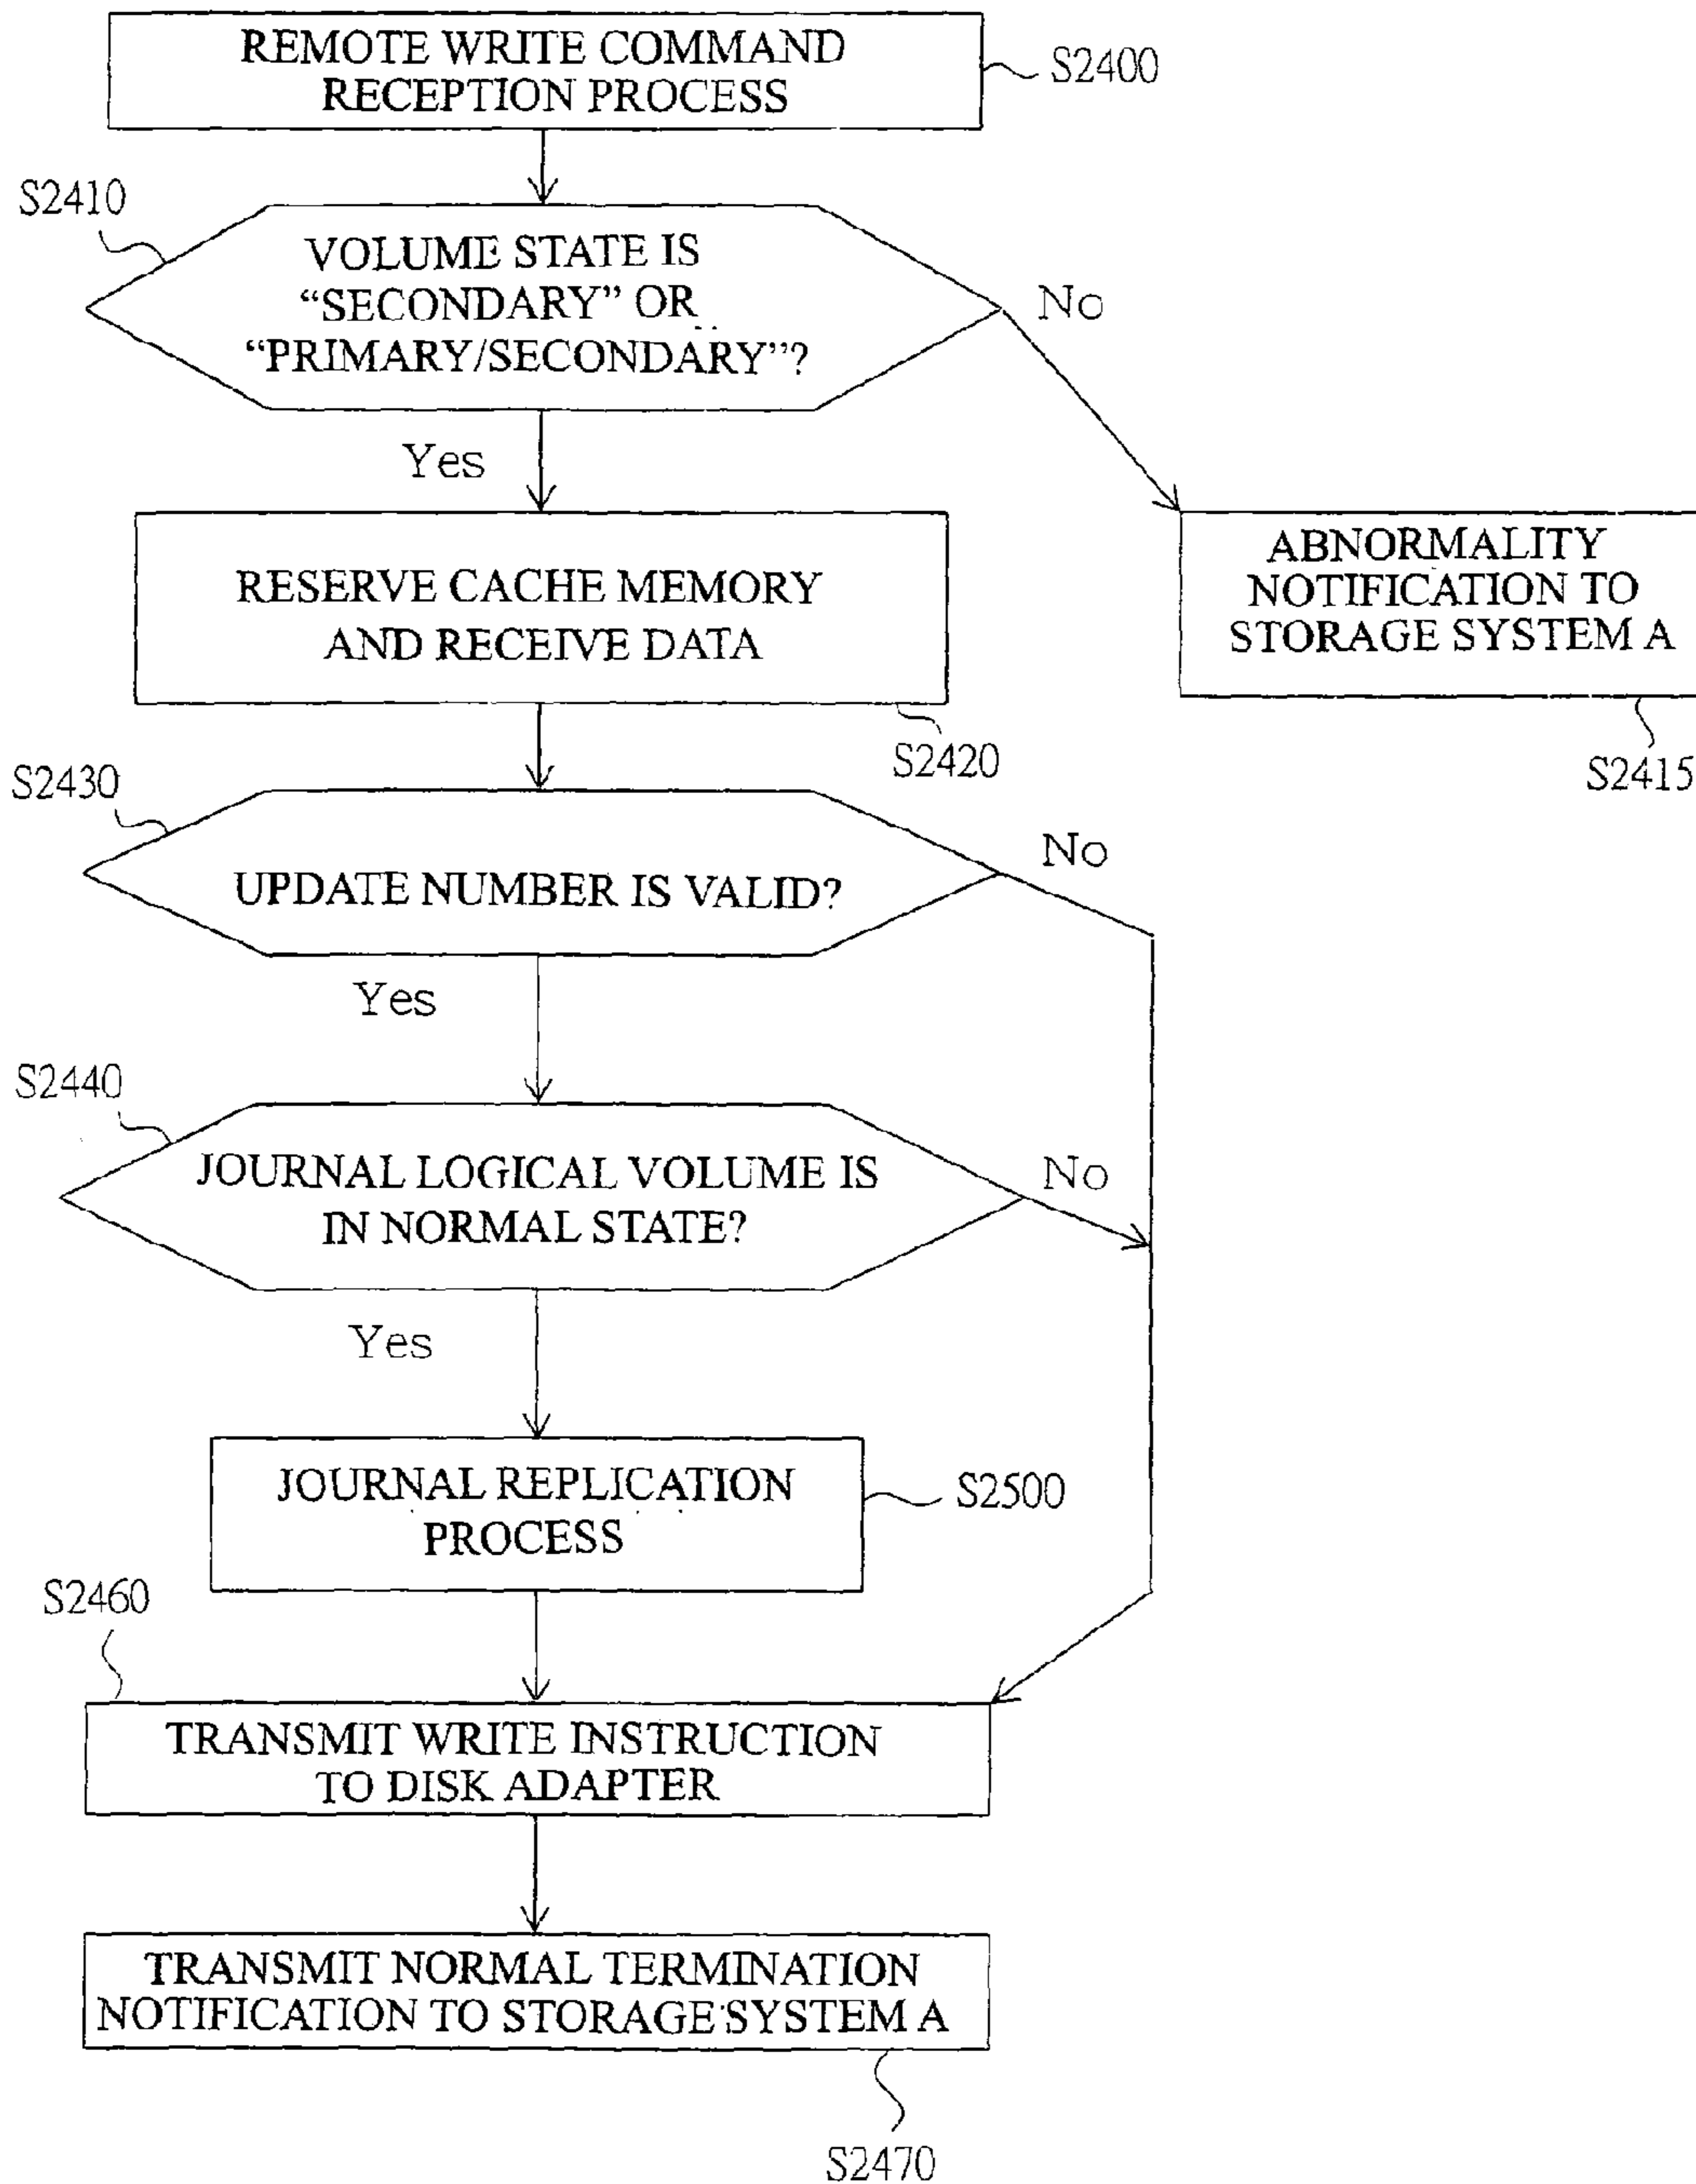 REMOTE WRITE COMMAND
RECEPTION PROCESS
S2400
S2410
VOLUME STATE IS
“SECONDARY” OR
“PRIMARY/SECONDARY”?
No
Yes
RESERVE CACHE MEMORY
AND RECEIVE DATA
S2420
ABNORMALITY
NOTIFICATION TO
STORAGE SYSTEM A
S2415
S2430
UPDATE NUMBER IS VALID?
No
Yes
S2440
JOURNAL LOGICAL VOLUME IS
IN NORMAL STATE?
No
Yes
JOURNAL REPLICATION
PROCESS
S2500
S2460
TRANSMIT WRITE INSTRUCTION
TO DISK ADAPTER
TRANSMIT NORMAL TERMINATION
NOTIFICATION TO STORAGE SYSTEM A
S2470